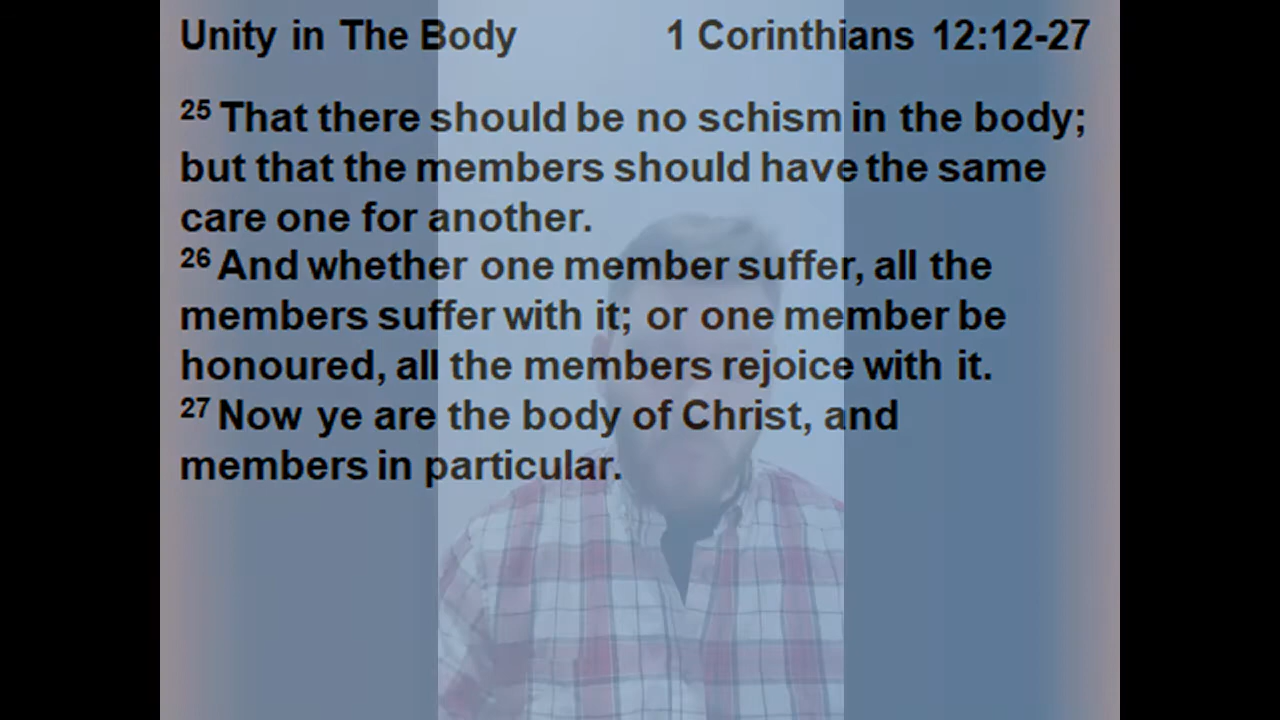 Unity in The Body 1 Corinthians 12:12-27
25 That there should be no schism in the body;
but that the members should have the same
care one for another.
26 And whether one member suffer, all the
members suffer with it; or one member be
honoured, all the members rejoice with it.
27 Now ye are the body of Christ, and
members in particular.